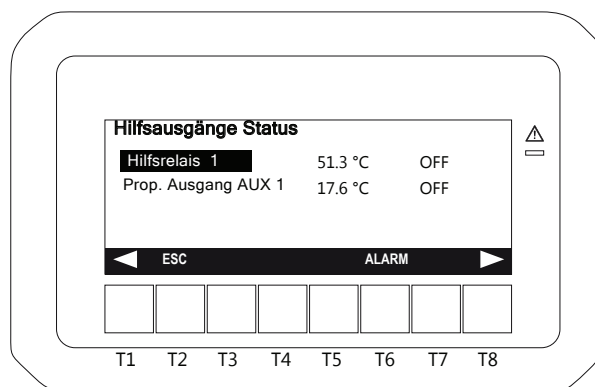 Hilfsausgänge Status
Hilfsrelais 1 51.3 °C OFF
Prop. Ausgang AUX 1 17.6 °C OFF
ESC ALARM
T1 T2 T3 T4 T5 T6 T7 T8